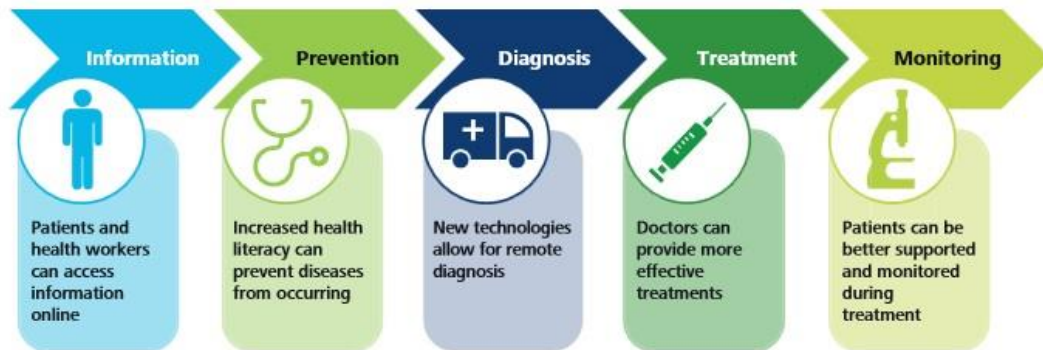 Information
Patients and
health workers
can access
information
online
Prevention
Increased health
literacy can
prevent diseases
from occurring
Diagnosis
New technologies
allow for remote
diagnosis
Treatment
Doctors can
provide more
effective
treatments
Monitoring
Patients can be
better supported
and monitored
during
treatment